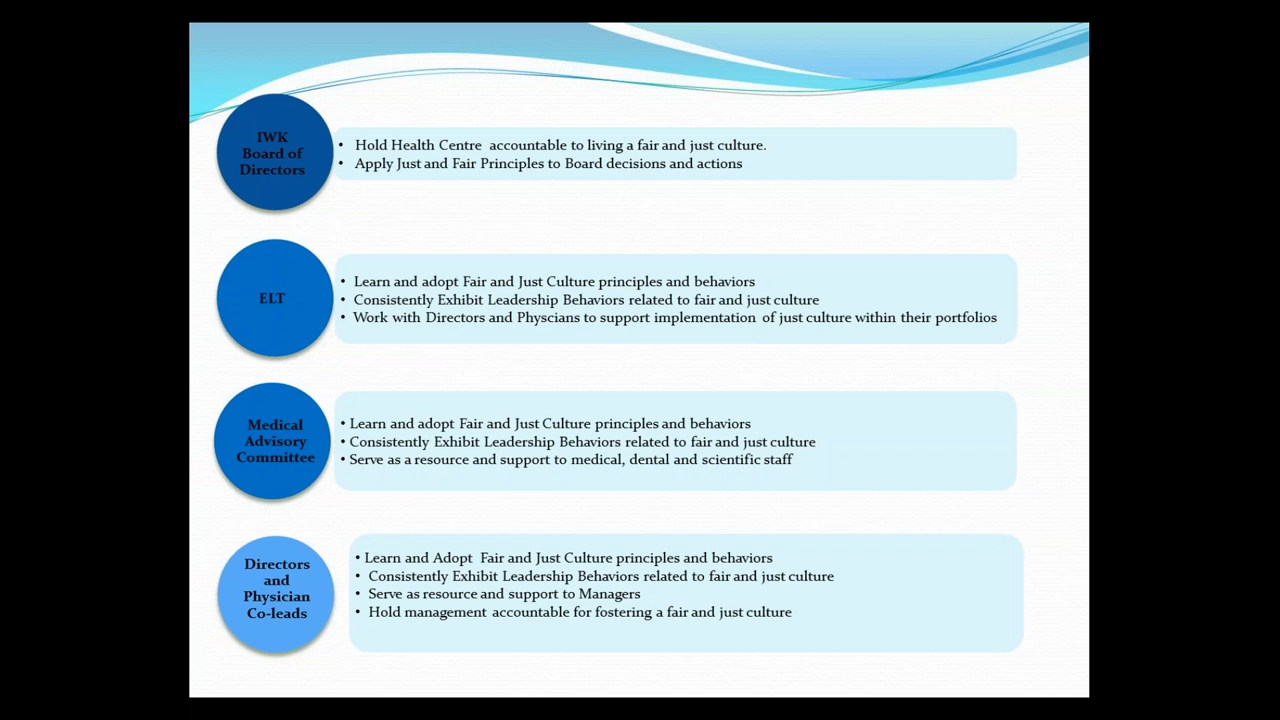 IWK
Board of
Directors
• Hold Health Centre accountable to living a fair and just culture.
• Apply Just and Fair Principles to Board decisions and actions
ELT
• Learn and adopt Fair and Just Culture principles and behaviors
• Consistently Exhibit Leadership Behaviors related to fair and just culture
• Work with Directors and Physcians to support implementation of just culture within their portfolios
Medical
Advisory
Committee
• Learn and adopt Fair and Just Culture principles and behaviors
• Consistently Exhibit Leadership Behaviors related to fair and just culture
• Serve as a resource and support to medical, dental and scientific staff
Directors
and
Physician
Co-leads
• Learn and Adopt Fair and Just Culture principles and behaviors
• Consistently Exhibit Leadership Behaviors related to fair and just culture
• Serve as resource and support to Managers
• Hold management accountable for fostering a fair and just culture